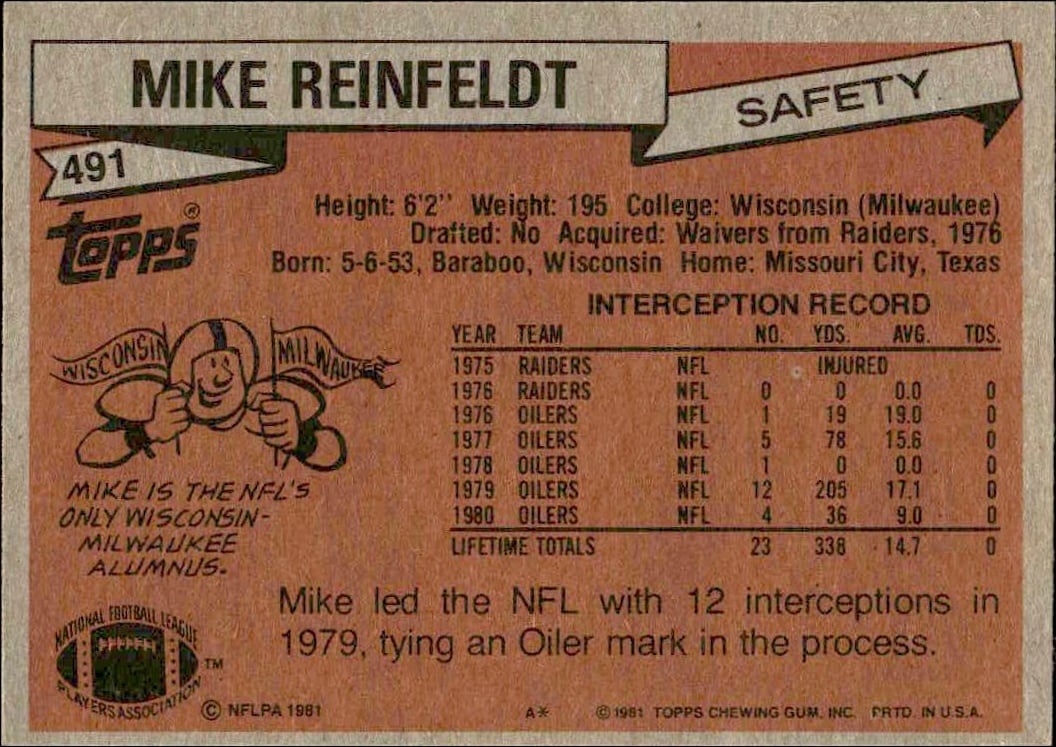 MIKE REINFELDT
SAFETY
491
topps®
Height: 6'2" Weight: 195 College: Wisconsin (Milwaukee)
Drafted: No Acquired: Waivers from Raiders, 1976
Born: 5-6-53, Baraboo, Wisconsin Home: Missouri City, Texas
INTERCEPTION RECORD
YEAR TEAM NO. YDS. AVG. TDS.
1975 RAIDERS NFL INJURED
1976 RAIDERS NFL 0 0 0.0 0
1976 OILERS NFL 1 19 19.0 0
1977 OILERS NFL 5 78 15.6 0
1978 OILERS NFL 1 0 0.0 0
1979 OILERS NFL 12 205 17.1 0
1980 OILERS NFL 4 36 9.0 0
LIFETIME TOTALS 23 338 14.7 0
WISCONSIN
MILWAUKEE
MIKE IS THE NFL'S
ONLY WISCONSIN-
MILWAUKEE
ALUMNUS.
Mike led the NFL with 12 interceptions in
1979, tying an Oiler mark in the process.
NATIONAL FOOTBALL LEAGUE
PLAYERS ASSOCIATION
TM
© NFLPA 1981
A* © 1981 TOPPS CHEWING GUM, INC. PRTD. IN U.S.A.